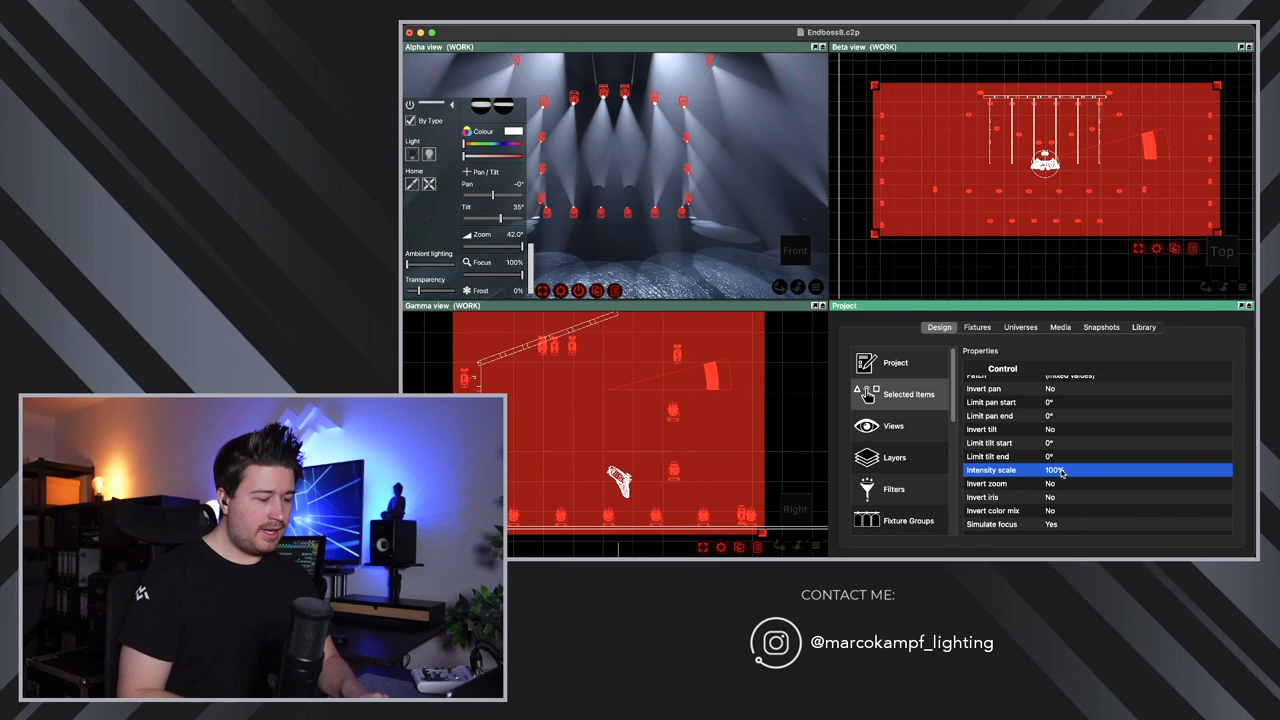 Endboss8.c2p
Alpha view (WORK)
By Type
Light
Home
Ambient lighting
Transparency
Colour
Pan / Tilt
Pan -0°
Tilt 35°
Zoom 42.0°
Focus 100%
Frost 0%
Front
Beta view (WORK)
Top
Gamma view (WORK)
Right
Project
Design Fixtures Universes Media Snapshots Library
Project
Selected Items
Views
Layers
Filters
Fixture Groups
Properties
Control
Patch (mixed values)
Invert pan No
Limit pan start 0°
Limit pan end 0°
Invert tilt No
Limit tilt start 0°
Limit tilt end 0°
Intensity scale 100%
Invert zoom No
Invert iris No
Invert color mix No
Simulate focus Yes
CONTACT ME:
@marcokampf_lighting